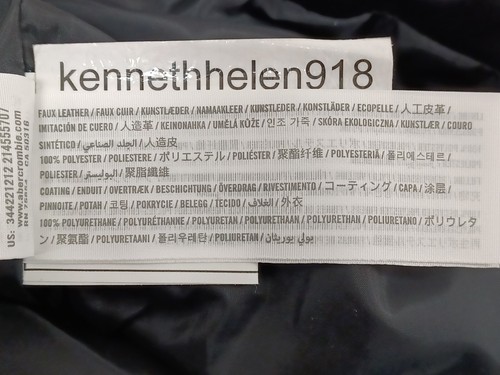 kennethhelen918
FAUX LEATHER / FAUX CUIR / KUNSTLÆDER / NAMAAKLEER / KUNSTLEDER / KONSTLÄDER / ECOPELLE / 人工皮革 /
IMITACIÓN DE CUERO / 人造革 / KEINONAHKA / UMĚLÁ KŮŽE / 인조 가죽 / SKÓRA EKOLOGICZNA / KUNSTLÆR / COURO
SINTÉTICO / الجلد الصناعي / 人造皮
100% POLYESTER / POLIESTERE / ポリエステル / POLIÉSTER / 聚酯纤维 / POLYESTERIÄ / 폴리에스테르 /
POLIESTER / البوليستر / 聚脂纖維
COATING / ENDUIT / OVERTRÆK / BESCHICHTUNG / ÖVERDRAG / RIVESTIMENTO / コーティング / CAPA / 涂层 /
PINNOITE / POTAH / 코팅 / POKRYCIE / BELEGG / TECIDO / الغلاف / 外衣
100% POLYURETHANE / POLYURÉTHANNE / POLYURETAN / POLYURETHAAN / POLYURETHAN / POLIURETANO / ポリウレタ
ン / 聚氨酯 / POLYURETAANI / 폴리우레탄 / POLIURETAN / بولي يوريثان
US: 344221212 21455570/
www.abercrombie.com